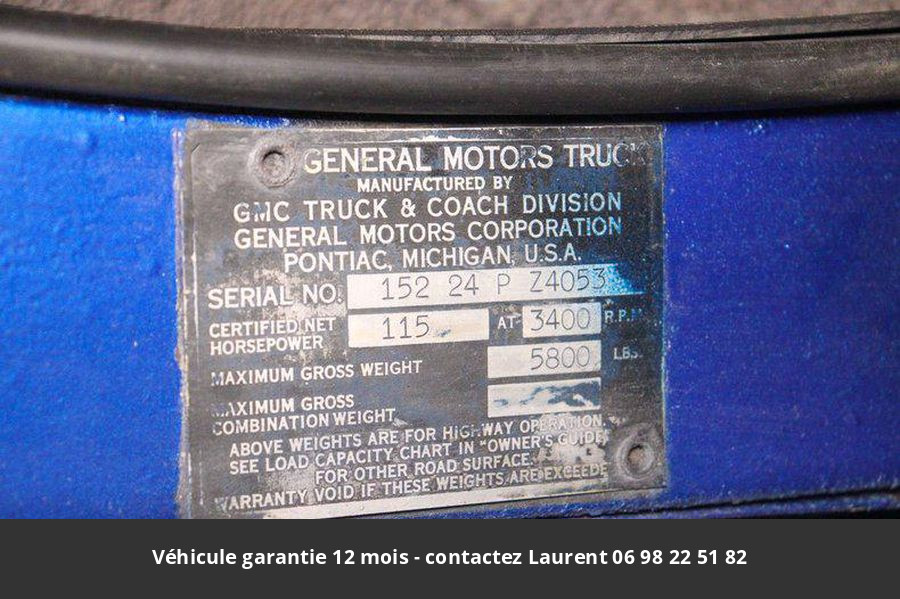 GENERAL MOTORS TRUCK
MANUFACTURED BY
GMC TRUCK & COACH DIVISION
GENERAL MOTORS CORPORATION
PONTIAC, MICHIGAN, U.S.A.
SERIAL NO. 152 24 P Z4053
CERTIFIED NET HORSEPOWER 115 AT 3400 R.P.M.
MAXIMUM GROSS WEIGHT 5800 LBS.
MAXIMUM GROSS
COMBINATION WEIGHT
ABOVE WEIGHTS ARE FOR HIGHWAY OPERATION.
SEE LOAD CAPACITY CHART IN "OWNER'S GUIDE"
FOR OTHER ROAD SURFACE.
WARRANTY VOID IF THESE WEIGHTS ARE EXCEEDED
Véhicule garantie 12 mois - contactez Laurent 06 98 22 51 82